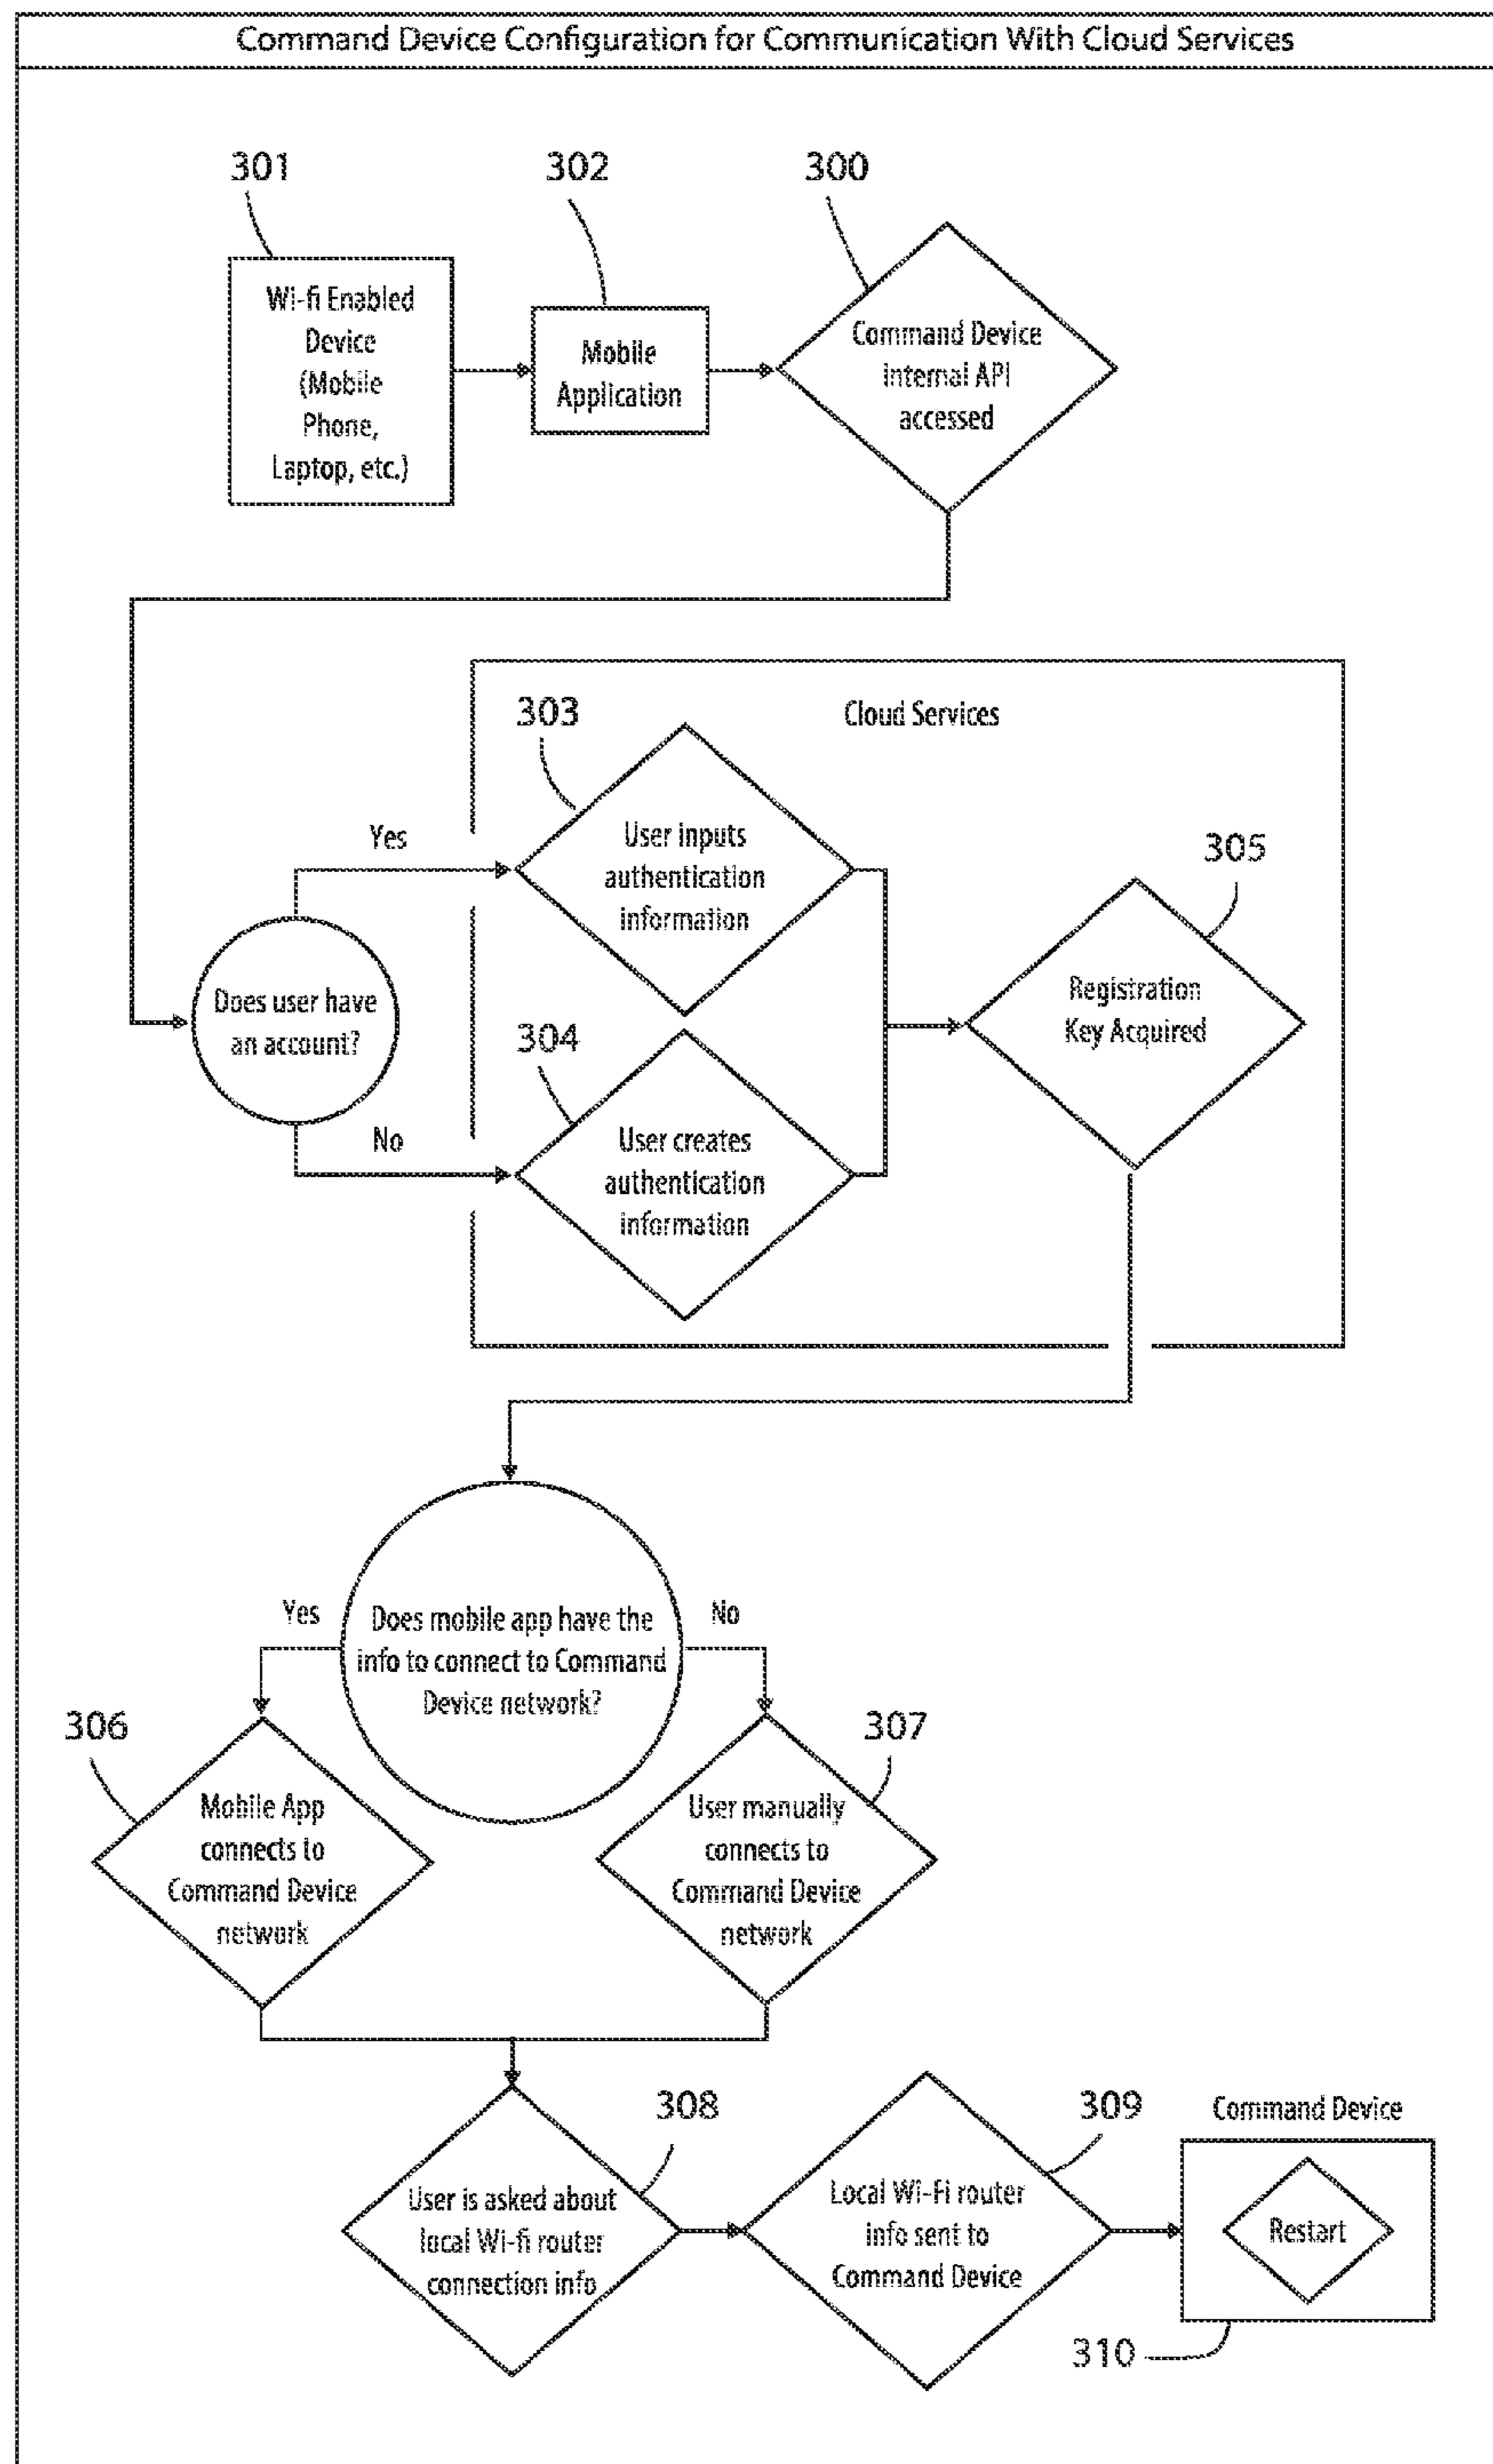 Command Device Configuration for Communication With Cloud Services
301
302
300
Wi-fi Enabled
Device
(Mobile
Phone,
Laptop, etc.)
Mobile
Application
Command Device
internal API
accessed
Cloud Services
303
User inputs
authentication
information
Yes
305
Registration
Key Acquired
Does user have
an account?
304
No
User creates
authentication
information
Does mobile app have the
info to connect to Command
Device network?
Yes
No
306
307
Mobile App
connects to
Command Device
network
User manually
connects to
Command Device
network
308
User is asked about
local Wi-fi router
connection info
309
Local Wi-Fi router
info sent to
Command Device
Command Device
Restart
310